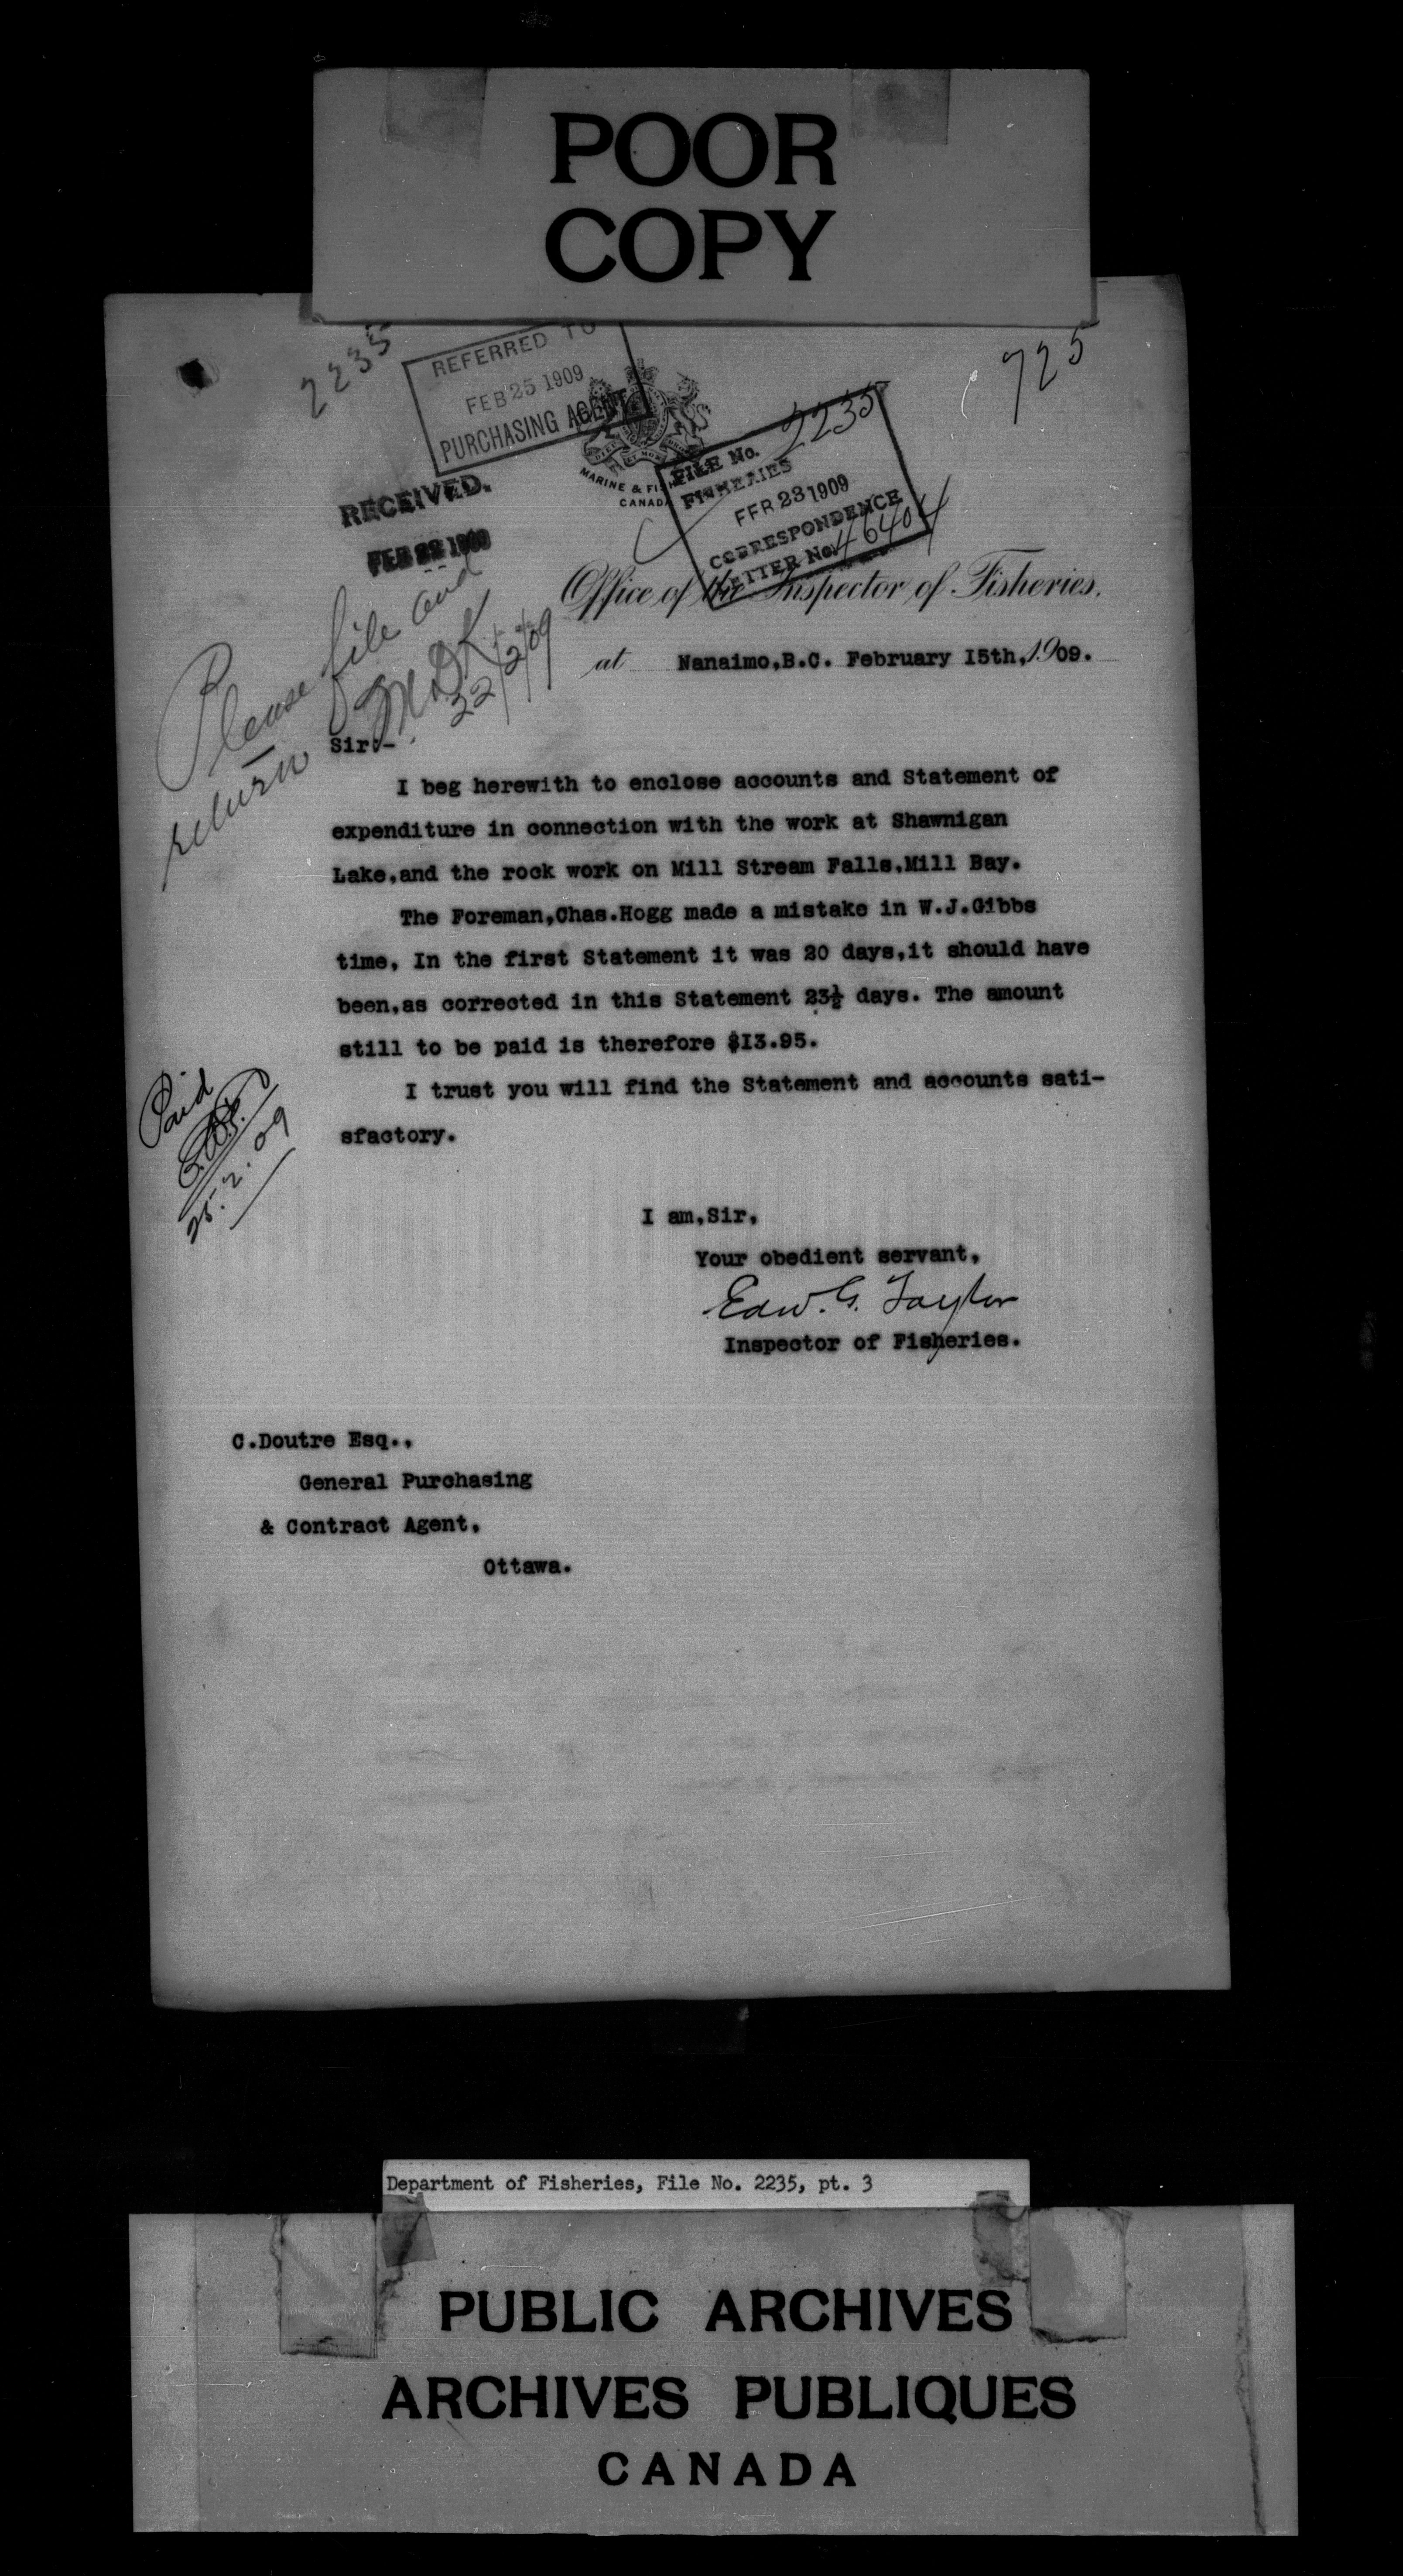 POOR
COPY
2235
725
REFERRED TO
FEB 25 1909
PURCHASING AGENT
MARINE & FI
CANADA
FILE No. 2235
FISHERIES
FEB 23 1909
CORRESPONDENCE
LETTER No. 46404
RECEIVED.
FEB 22 1909
Please file and
return
22/2/09
Office of the Inspector of Fisheries.
at Nanaimo,B.C. February 15th, 1909.
Sir:-
I beg herewith to enclose accounts and Statement of
expenditure in connection with the work at Shawnigan
Lake,and the rock work on Mill Stream Falls,Mill Bay.
The Foreman,Chas.Hogg made a mistake in W.J.Gibbs
time, In the first Statement it was 20 days,it should have
been,as corrected in this Statement 23½ days. The amount
still to be paid is therefore $13.95.
I trust you will find the Statement and accounts sati-
sfactory.
Paid
25.2.09
I am,Sir,
Your obedient servant,
Edw. G. Taylor
Inspector of Fisheries.
C.Doutre Esq.,
General Purchasing
& Contract Agent,
Ottawa.
Department of Fisheries, File No. 2235, pt. 3
PUBLIC ARCHIVES
ARCHIVES PUBLIQUES
CANADA